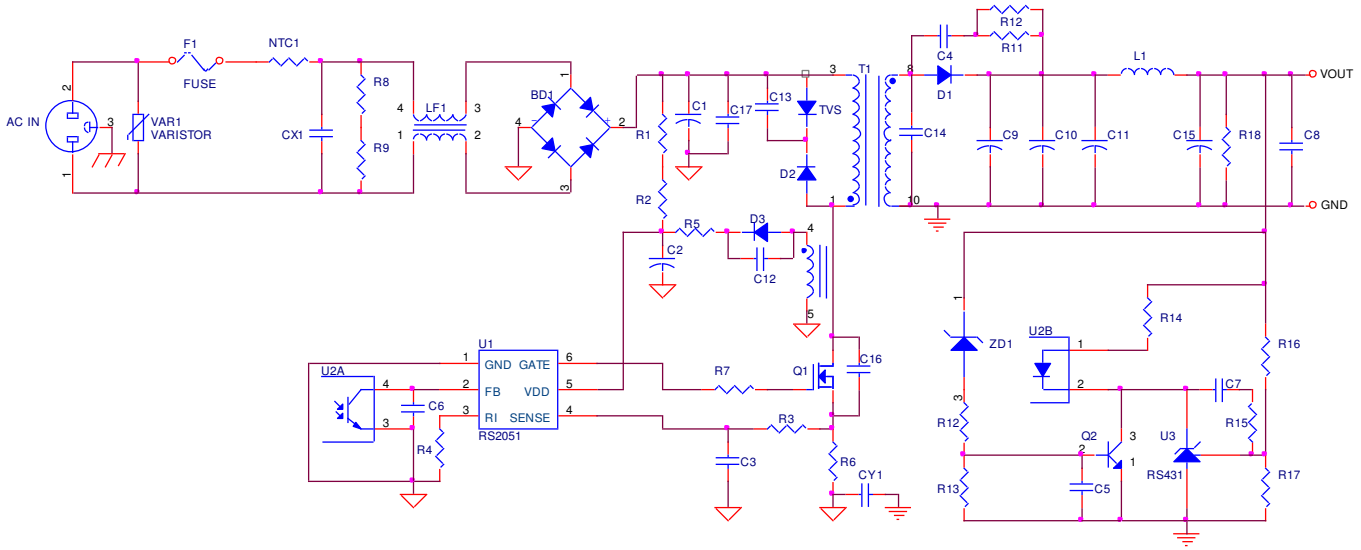 R12
R11
C4
F1
FUSE
NTC1
L1
VOUT
T1
3
8
D1
R8
4
LF1
3
1
2
R9
BD1
1
4
-
+
2
3
AC IN
2
3
1
VAR1
VARISTOR
CX1
R1
C1
C17
C13
TVS
C14
C9
C10
C11
C15
R18
C8
D2
R2
1
10
GND
R5
D3
4
C2
C12
5
1
ZD1
3
R14
U2B
1
2
R16
U1
1
GND
GATE
6
2
FB
VDD
5
3
RI
SENSE
4
RS2051
U2A
4
3
C6
R4
R7
Q1
C16
R3
C3
R6
CY1
C7
R15
R12
Q2
3
2
1
U3
RS431
R13
C5
R17